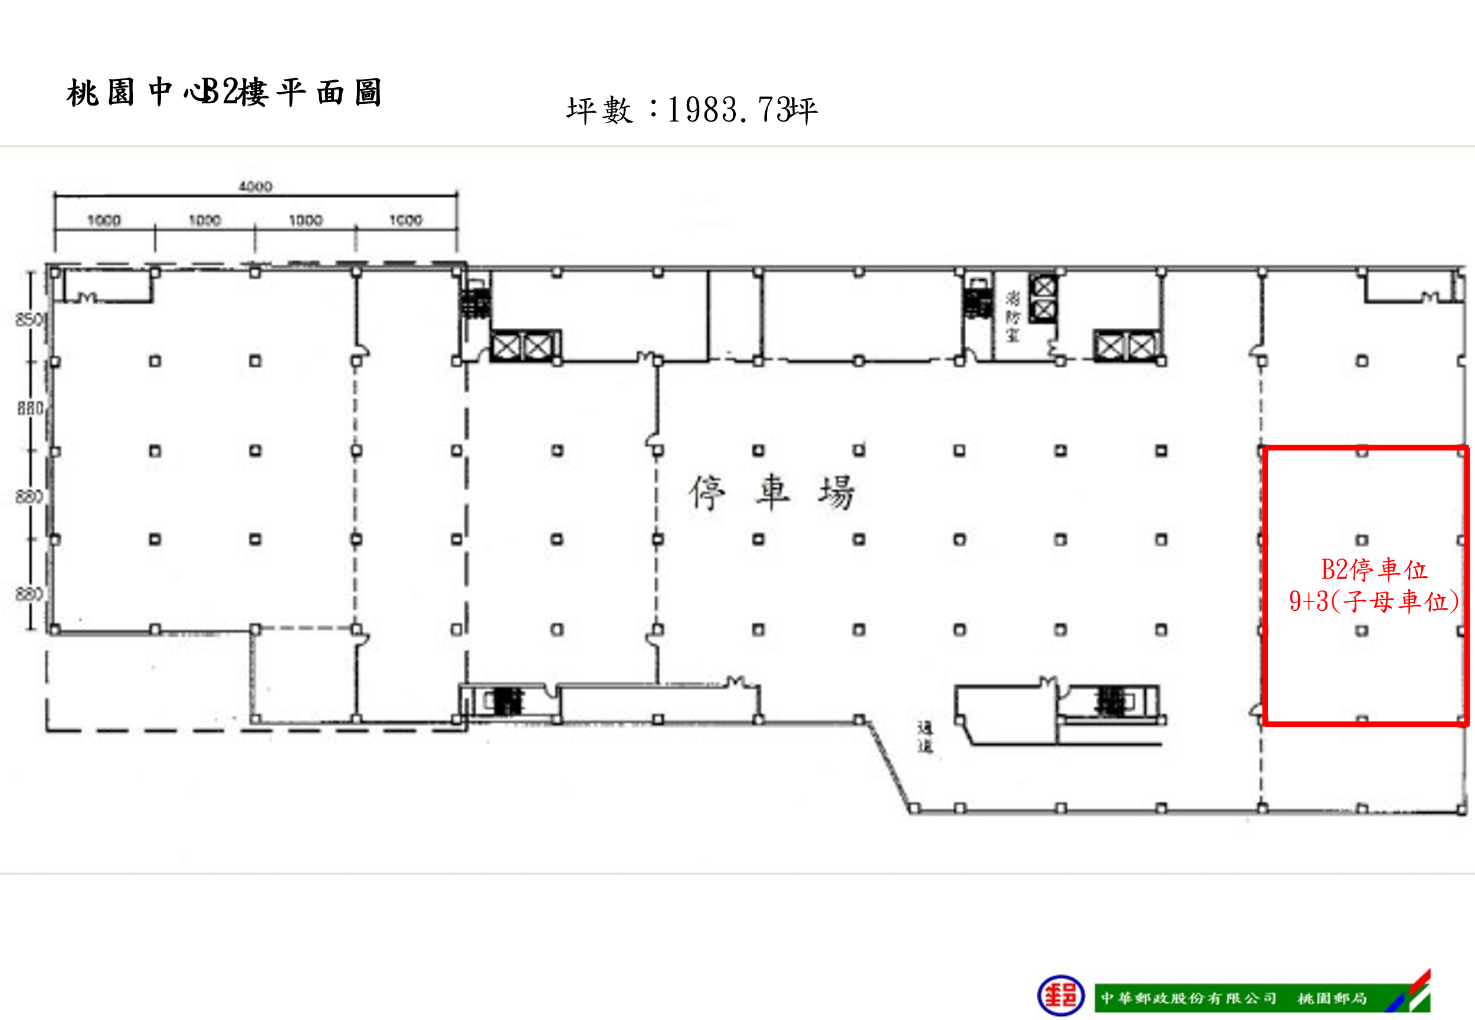 桃園中心B2樓平面圖
坪數：1983.73坪
4000
1000 1000 1000 1000
850
880
880
880
消防室
停車場
B2停車位
9+3(子母車位)
通道
中華郵政股份有限公司 桃園郵局